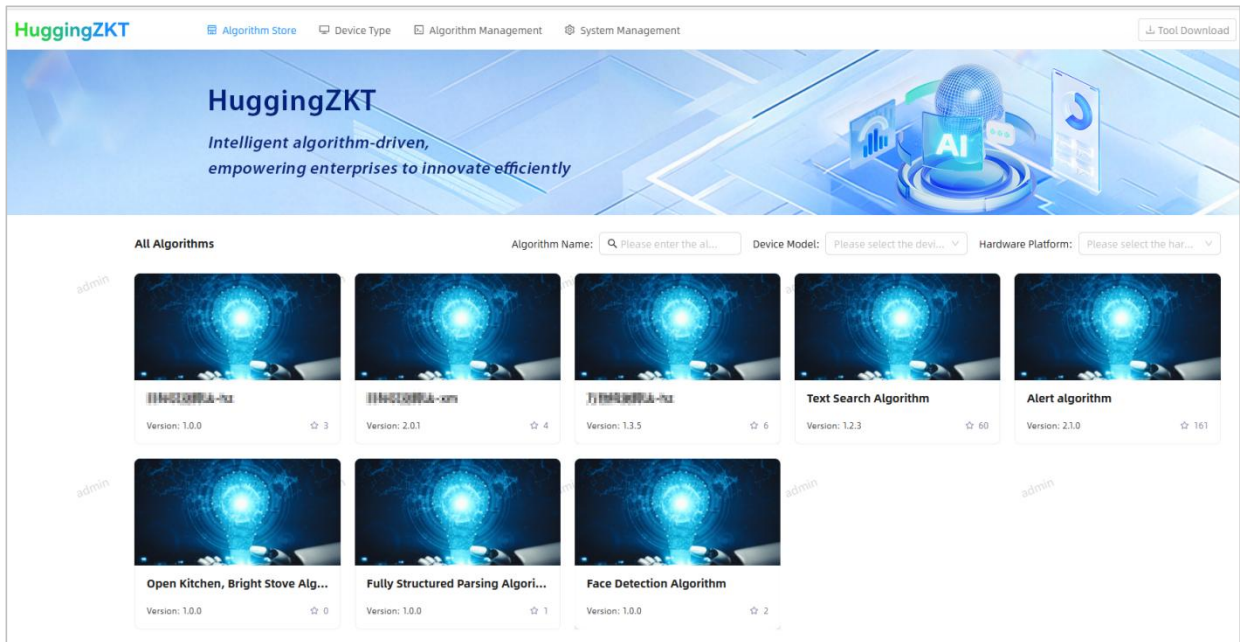 HuggingZKT
Algorithm Store
Device Type
Algorithm Management
System Management
Tool Download
HuggingZKT
Intelligent algorithm-driven,
empowering enterprises to innovate efficiently
AI
All Algorithms
Algorithm Name:
Please enter the al...
Device Model:
Please select the devi...
Hardware Platform:
Please select the har...
admin
-hz
Version: 1.0.0
3
-xm
Version: 2.0.1
4
-hz
Version: 1.3.5
6
Text Search Algorithm
Version: 1.2.3
60
Alert algorithm
Version: 2.1.0
161
admin
admin
admin
Open Kitchen, Bright Stove Alg...
Version: 1.0.0
0
Fully Structured Parsing Algori...
Version: 1.0.0
1
Face Detection Algorithm
Version: 1.0.0
2